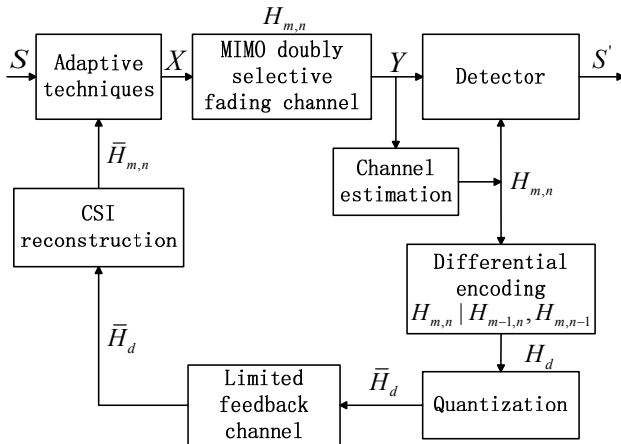 H_{m,n}
S
Adaptive
techniques
X
MIMO doubly
selective
fading channel
Y
Detector
S'
H̄_{m,n}
Channel
estimation
H_{m,n}
CSI
reconstruction
Differential
encoding
H_{m,n} | H_{m-1,n}, H_{m,n-1}
H̄_d
H_d
Limited
feedback
channel
H̄_d
Quantization